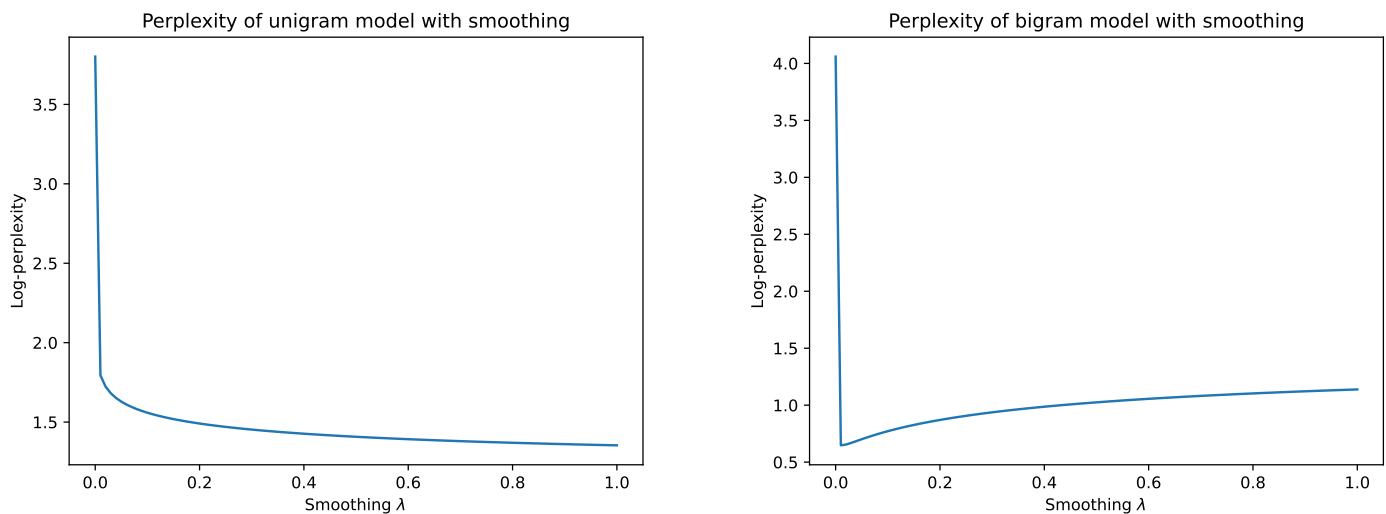 Perplexity of unigram model with smoothing
Log-perplexity
3.5
3.0
2.5
2.0
1.5
0.0 0.2 0.4 0.6 0.8 1.0
Smoothing λ
Perplexity of bigram model with smoothing
Log-perplexity
4.0
3.5
3.0
2.5
2.0
1.5
1.0
0.5
0.0 0.2 0.4 0.6 0.8 1.0
Smoothing λ